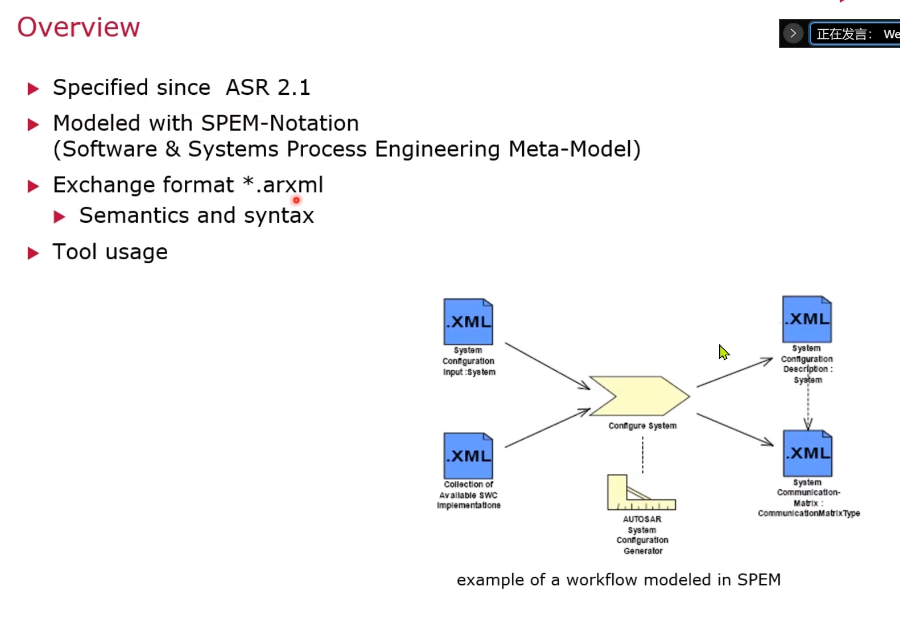 Overview
正在发言： We
Specified since ASR 2.1
Modeled with SPEM-Notation
(Software & Systems Process Engineering Meta-Model)
Exchange format *.arxml
Semantics and syntax
Tool usage
.XML
System
Configuration
Input :System
.XML
System
Configuration
Description :
System
Configure System
.XML
Collection of
Available SWC
Implementations
.XML
System
Communication-
Matrix :
CommunicationMatrixType
AUTOSAR
System
Configuration
Generator
example of a workflow modeled in SPEM